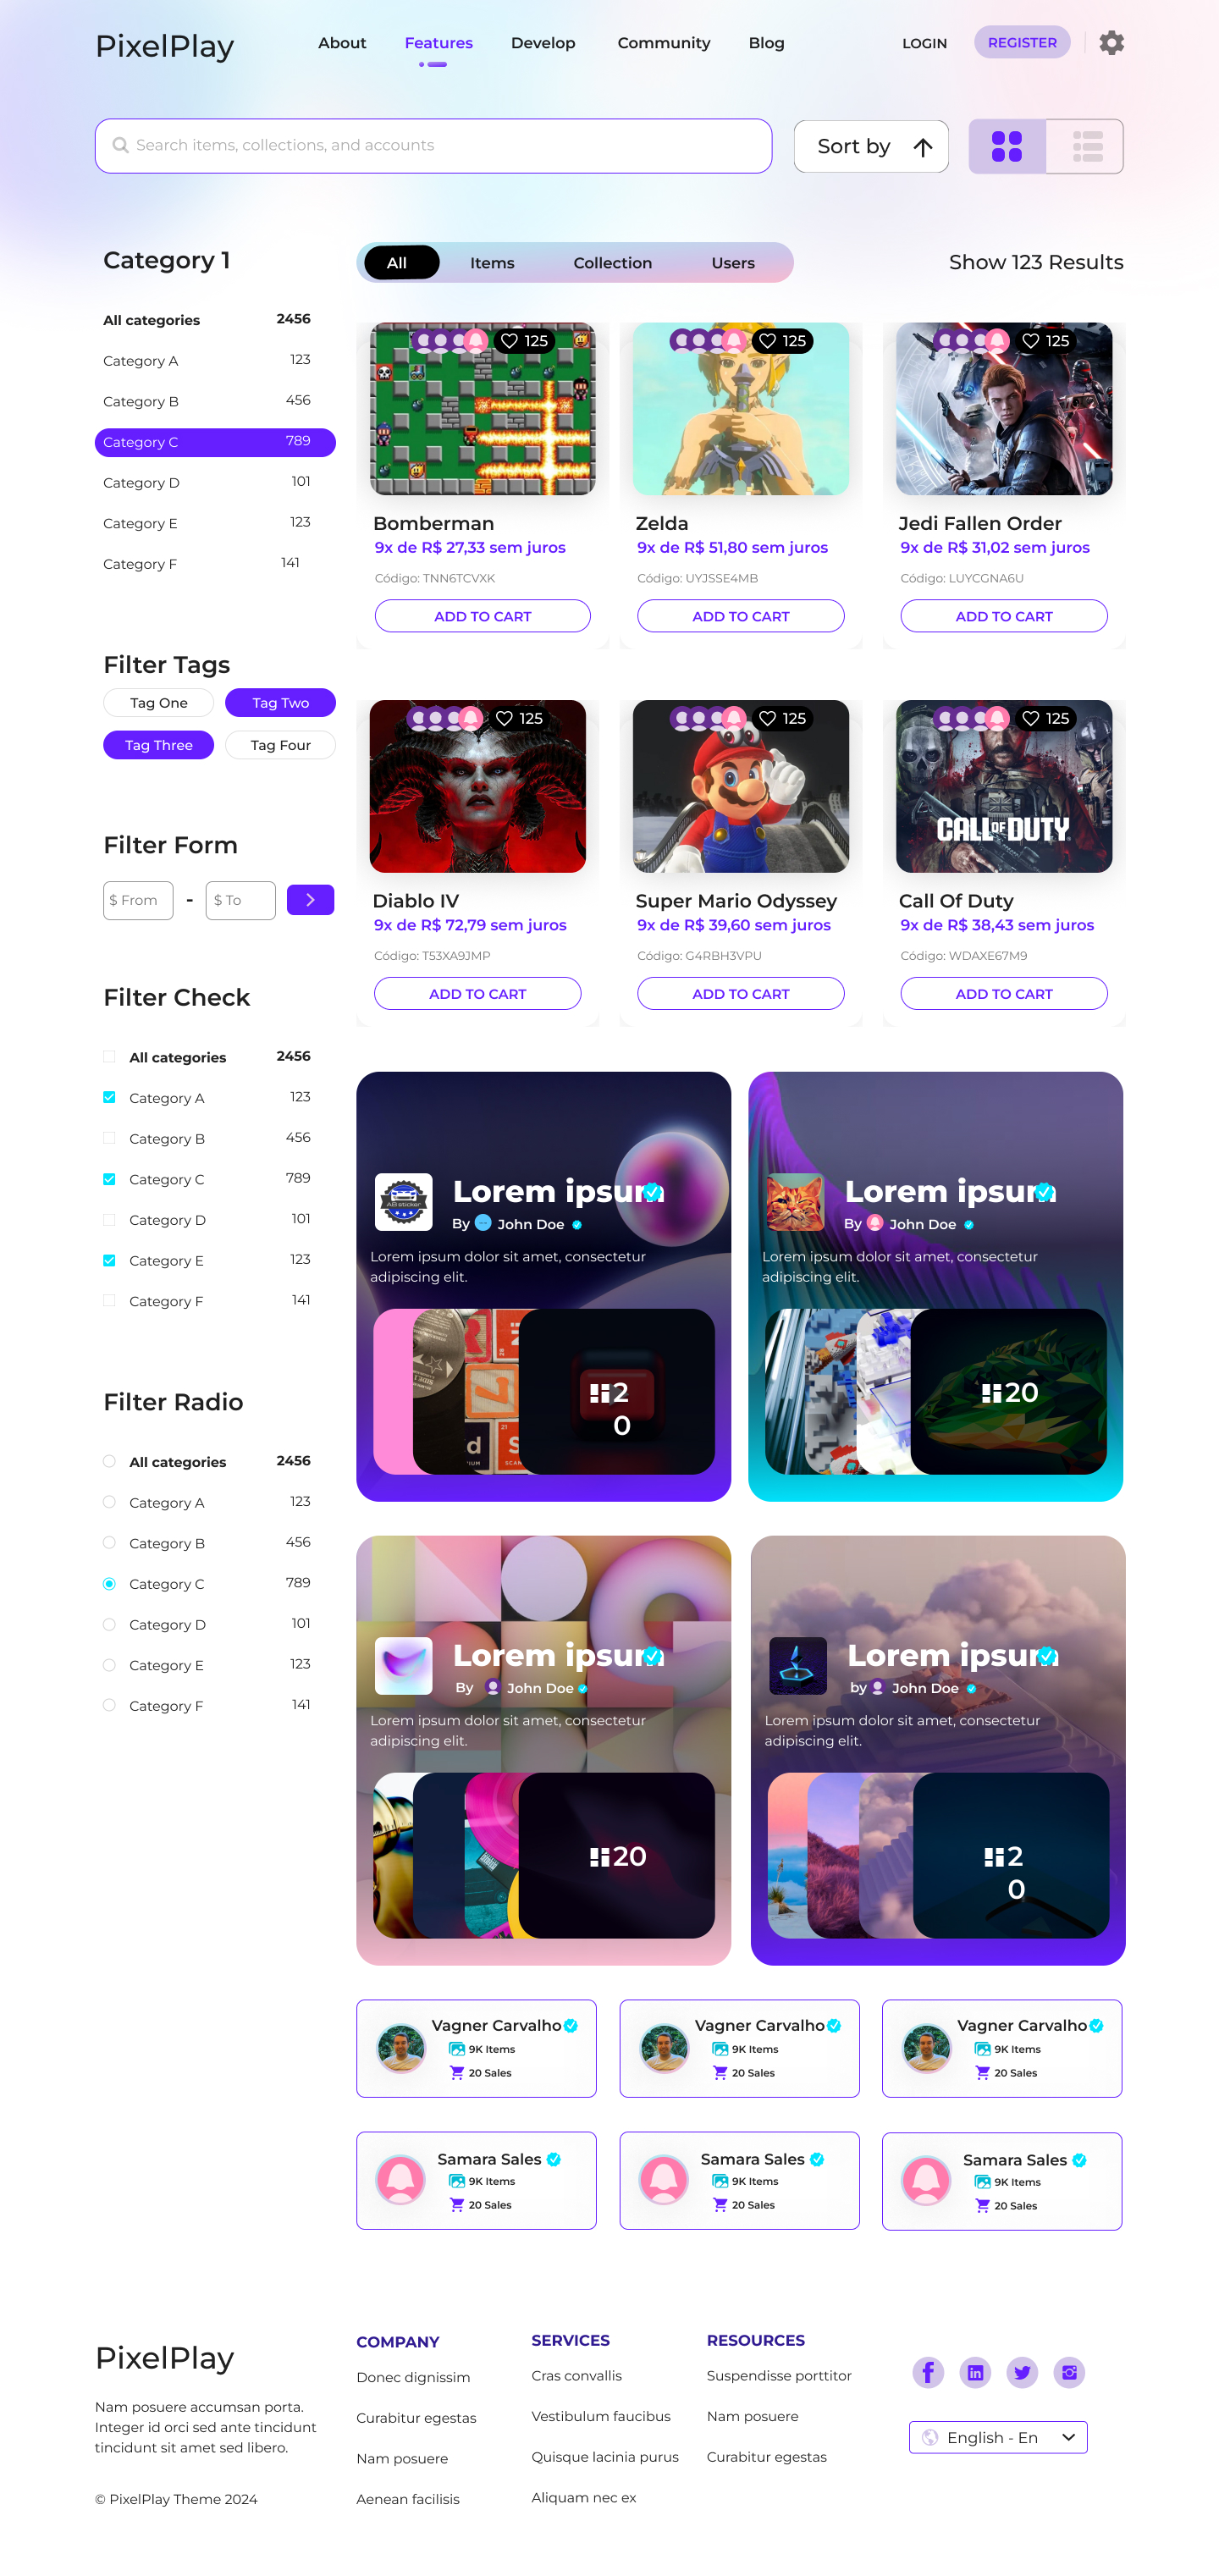 PixelPlay
About
Features
Develop
Community
Blog
LOGIN
REGISTER
Search items, collections, and accounts
Sort by
Category 1
All categories 2456
Category A 123
Category B 456
Category C 789
Category D 101
Category E 123
Category F 141
Filter Tags
Tag One
Tag Two
Tag Three
Tag Four
Filter Form
$ From
-
$ To
Filter Check
All categories 2456
Category A 123
Category B 456
Category C 789
Category D 101
Category E 123
Category F 141
Filter Radio
All categories 2456
Category A 123
Category B 456
Category C 789
Category D 101
Category E 123
Category F 141
All
Items
Collection
Users
Show 123 Results
125
Bomberman
9x de R$ 27,33 sem juros
Código: TNN6TCVXK
ADD TO CART
125
Zelda
9x de R$ 51,80 sem juros
Código: UYJSSE4MB
ADD TO CART
125
Jedi Fallen Order
9x de R$ 31,02 sem juros
Código: LUYCGNA6U
ADD TO CART
125
Diablo IV
9x de R$ 72,79 sem juros
Código: T53XA9JMP
ADD TO CART
125
Super Mario Odyssey
9x de R$ 39,60 sem juros
Código: G4RBH3VPU
ADD TO CART
125
CALL OF DUTY
Call Of Duty
9x de R$ 38,43 sem juros
Código: WDAXE67M9
ADD TO CART
AB sticker
Lorem ipsum
By John Doe
Lorem ipsum dolor sit amet, consectetur
adipiscing elit.
2
0
Lorem ipsum
By John Doe
Lorem ipsum dolor sit amet, consectetur
adipiscing elit.
20
Lorem ipsum
By John Doe
Lorem ipsum dolor sit amet, consectetur
adipiscing elit.
20
Lorem ipsum
by John Doe
Lorem ipsum dolor sit amet, consectetur
adipiscing elit.
2
0
Vagner Carvalho
9K Items
20 Sales
Vagner Carvalho
9K Items
20 Sales
Vagner Carvalho
9K Items
20 Sales
Samara Sales
9K Items
20 Sales
Samara Sales
9K Items
20 Sales
Samara Sales
9K Items
20 Sales
PixelPlay
Nam posuere accumsan porta.
Integer id orci sed ante tincidunt
tincidunt sit amet sed libero.
© PixelPlay Theme 2024
COMPANY
Donec dignissim
Curabitur egestas
Nam posuere
Aenean facilisis
SERVICES
Cras convallis
Vestibulum faucibus
Quisque lacinia purus
Aliquam nec ex
RESOURCES
Suspendisse porttitor
Nam posuere
Curabitur egestas
English - En